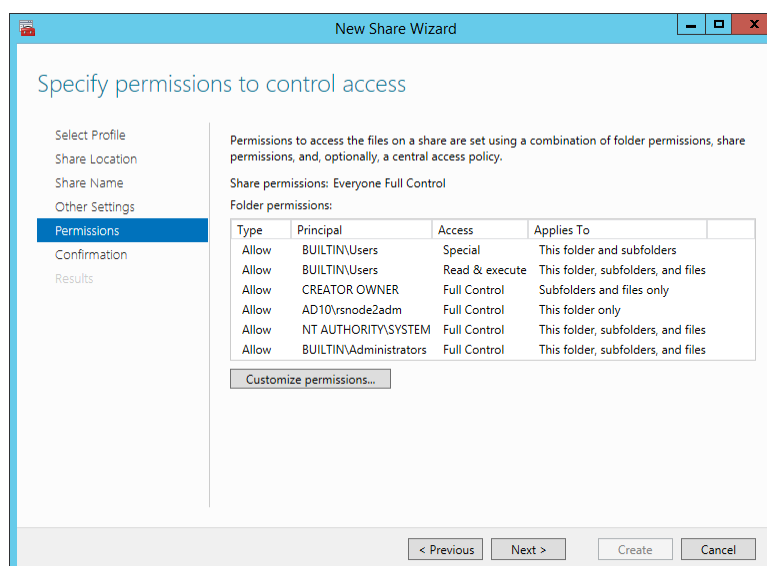 New Share Wizard
Specify permissions to control access
Select Profile
Share Location
Share Name
Other Settings
Permissions
Confirmation
Results
Permissions to access the files on a share are set using a combination of folder permissions, share
permissions, and, optionally, a central access policy.
Share permissions: Everyone Full Control
Folder permissions:
Type Principal Access Applies To
Allow BUILTIN\Users Special This folder and subfolders
Allow BUILTIN\Users Read & execute This folder, subfolders, and files
Allow CREATOR OWNER Full Control Subfolders and files only
Allow AD10\rsnode2adm Full Control This folder only
Allow NT AUTHORITY\SYSTEM Full Control This folder, subfolders, and files
Allow BUILTIN\Administrators Full Control This folder, subfolders, and files
Customize permissions...
< Previous Next > Create Cancel